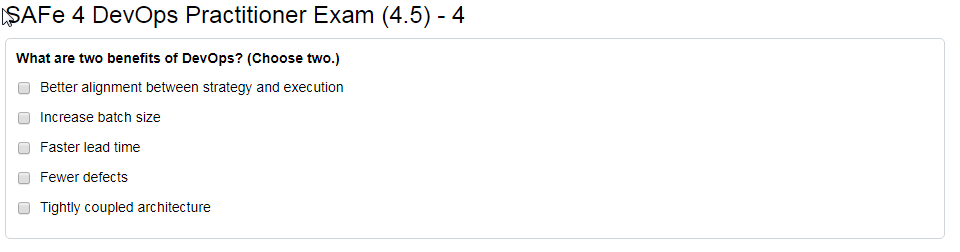 SAFe 4 DevOps Practitioner Exam (4.5) - 4
What are two benefits of DevOps? (Choose two.)
Better alignment between strategy and execution
Increase batch size
Faster lead time
Fewer defects
Tightly coupled architecture